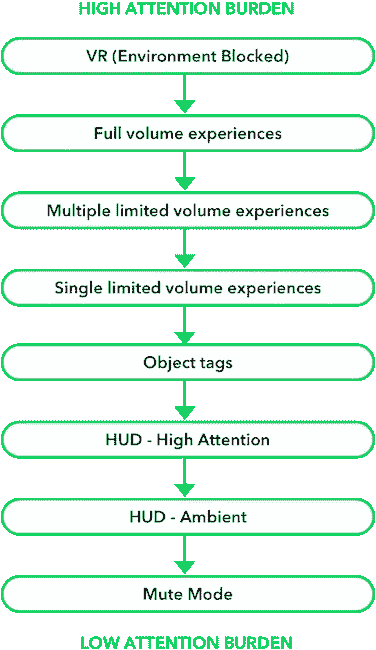 HIGH ATTENTION BURDEN
VR (Environment Blocked)
Full volume experiences
Multiple limited volume experiences
Single limited volume experiences
Object tags
HUD - High Attention
HUD - Ambient
Mute Mode
LOW ATTENTION BURDEN